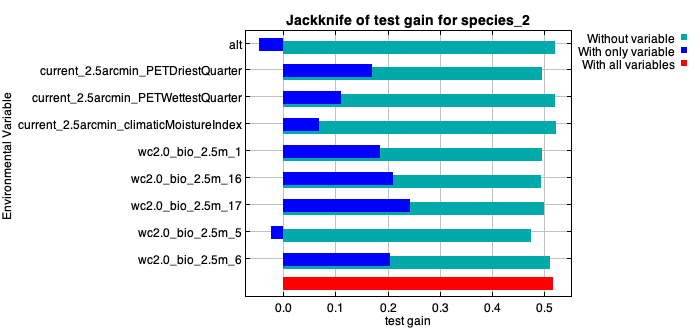 Jackknife of test gain for species_2
Without variable
With only variable
With all variables
Environmental Variable
alt
current_2.5arcmin_PETDriestQuarter
current_2.5arcmin_PETWettestQuarter
current_2.5arcmin_climaticMoistureIndex
wc2.0_bio_2.5m_1
wc2.0_bio_2.5m_16
wc2.0_bio_2.5m_17
wc2.0_bio_2.5m_5
wc2.0_bio_2.5m_6
0.0 0.1 0.2 0.3 0.4 0.5
test gain